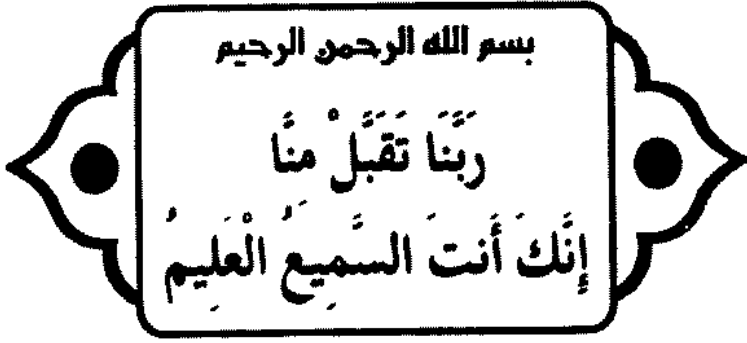 بسم الله الرحمن الرحيم
رَبَّنَا تَقَبَّلْ مِنَّا
إِنَّكَ أَنتَ السَّمِيعُ الْعَلِيمُ